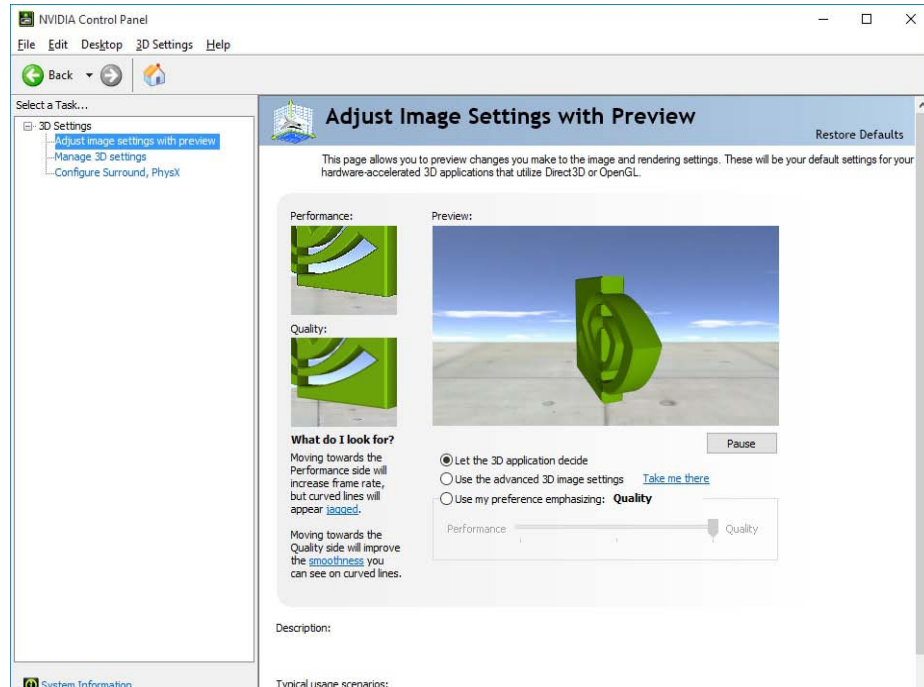 NVIDIA Control Panel
File Edit Desktop 3D Settings Help
Back
Select a Task...
3D Settings
Adjust image settings with preview
Manage 3D settings
Configure Surround, PhysX
System Information
Adjust Image Settings with Preview
Restore Defaults
This page allows you to preview changes you make to the image and rendering settings. These will be your default settings for your
hardware-accelerated 3D applications that utilize Direct3D or OpenGL.
Performance:
Quality:
What do I look for?
Moving towards the
Performance side will
increase frame rate,
but curved lines will
appear jagged.
Moving towards the
Quality side will improve
the smoothness you
can see on curved lines.
Preview:
Pause
Let the 3D application decide
Use the advanced 3D image settings Take me there
Use my preference emphasizing: Quality
Performance Quality
Description:
Typical usage scenarios: